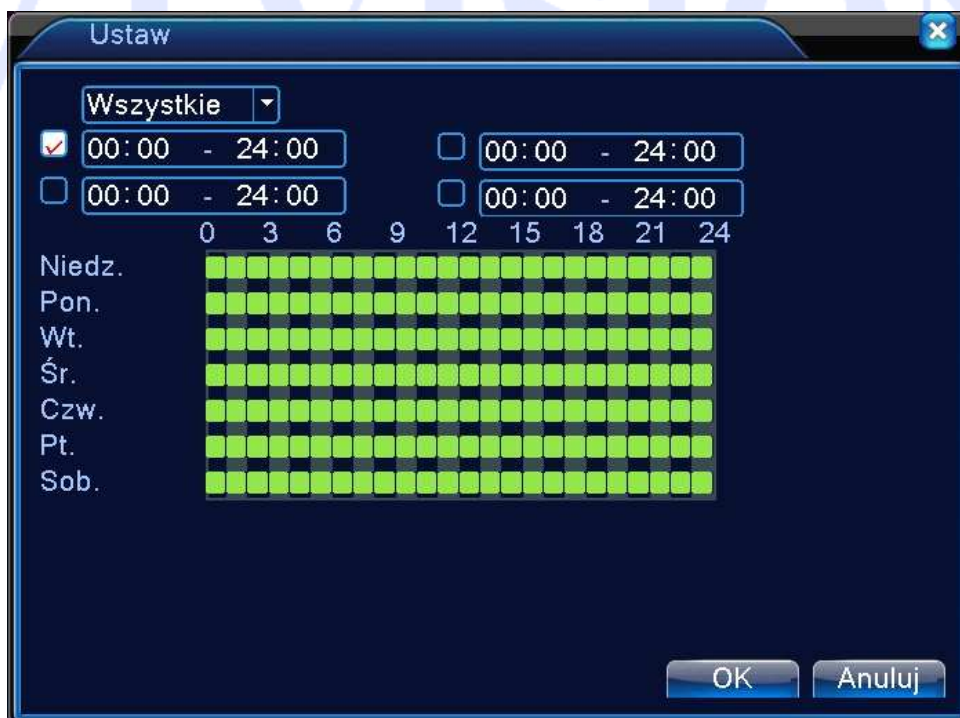 Ustaw
Wszystkie
00:00 - 24:00 00:00 - 24:00
00:00 - 24:00 00:00 - 24:00
0 3 6 9 12 15 18 21 24
Niedz.
Pon.
Wt.
Śr.
Czw.
Pt.
Sob.
OK Anuluj